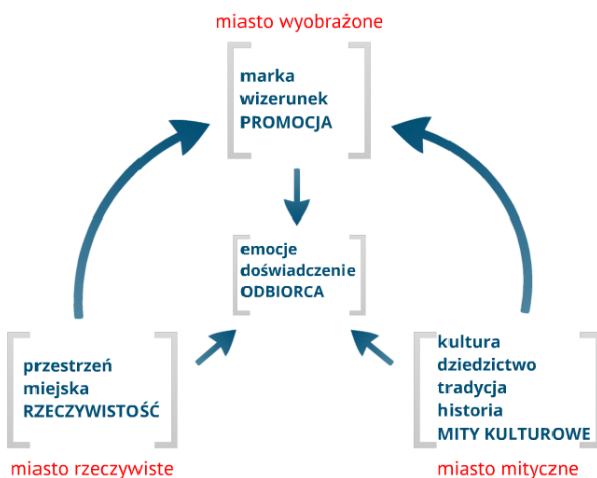 miasto wyobrażone
marka
wizerunek
PROMOCJA
emocje
doświadczenie
ODBIORCA
przestrzeń
miejska
RZECZYWISTOŚĆ
miasto rzeczywiste
kultura
dziedzictwo
tradycja
historia
MITY KULTUROWE
miasto mityczne